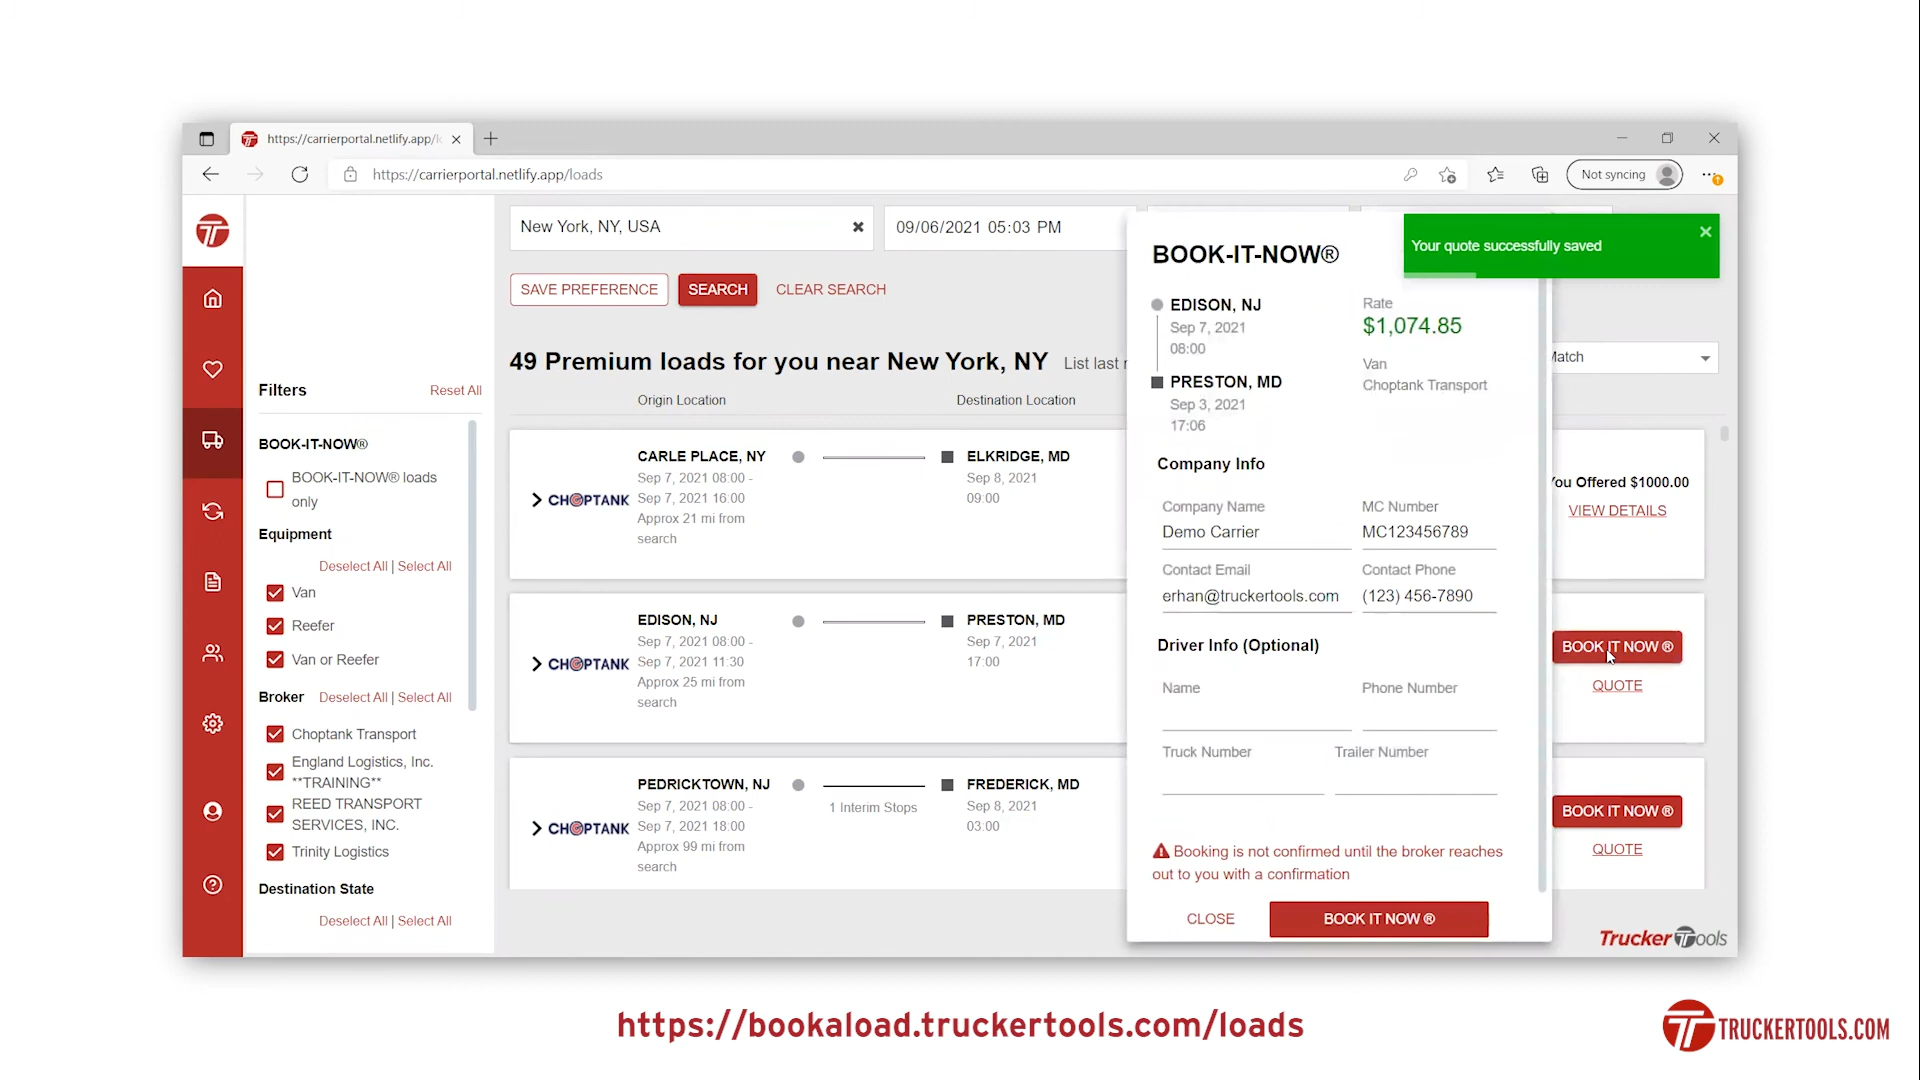 https://carrierportal.netlify.app/l
https://carrierportal.netlify.app/loads
Not syncing
New York, NY, USA
09/06/2021 05:03 PM
SAVE PREFERENCE
SEARCH
CLEAR SEARCH
49 Premium loads for you near New York, NY
List last
Match
Origin Location
Destination Location
Filters
Reset All
BOOK-IT-NOW®
BOOK-IT-NOW® loads
only
Equipment
Deselect All | Select All
Van
Reefer
Van or Reefer
Broker
Deselect All | Select All
Choptank Transport
England Logistics, Inc.
**TRAINING**
REED TRANSPORT
SERVICES, INC.
Trinity Logistics
Destination State
Deselect All | Select All
CHOPTANK
CARLE PLACE, NY
Sep 7, 2021 08:00 -
Sep 7, 2021 16:00
Approx 21 mi from
search
ELKRIDGE, MD
Sep 8, 2021
09:00
You Offered $1000.00
VIEW DETAILS
CHOPTANK
EDISON, NJ
Sep 7, 2021 08:00 -
Sep 7, 2021 11:30
Approx 25 mi from
search
PRESTON, MD
Sep 7, 2021
17:00
BOOK IT NOW ®
QUOTE
CHOPTANK
PEDRICKTOWN, NJ
Sep 7, 2021 08:00 -
Sep 7, 2021 18:00
Approx 99 mi from
search
1 Interim Stops
FREDERICK, MD
Sep 8, 2021
03:00
BOOK IT NOW ®
QUOTE
BOOK-IT-NOW®
Your quote successfully saved
EDISON, NJ
Sep 7, 2021
08:00
PRESTON, MD
Sep 3, 2021
17:06
Rate
$1,074.85
Van
Choptank Transport
Company Info
Company Name
Demo Carrier
MC Number
MC123456789
Contact Email
erhan@truckertools.com
Contact Phone
(123) 456-7890
Driver Info (Optional)
Name
Phone Number
Truck Number
Trailer Number
Booking is not confirmed until the broker reaches
out to you with a confirmation
CLOSE
BOOK IT NOW ®
TruckerTools
https://bookaload.truckertools.com/loads
TRUCKERTOOLS.COM